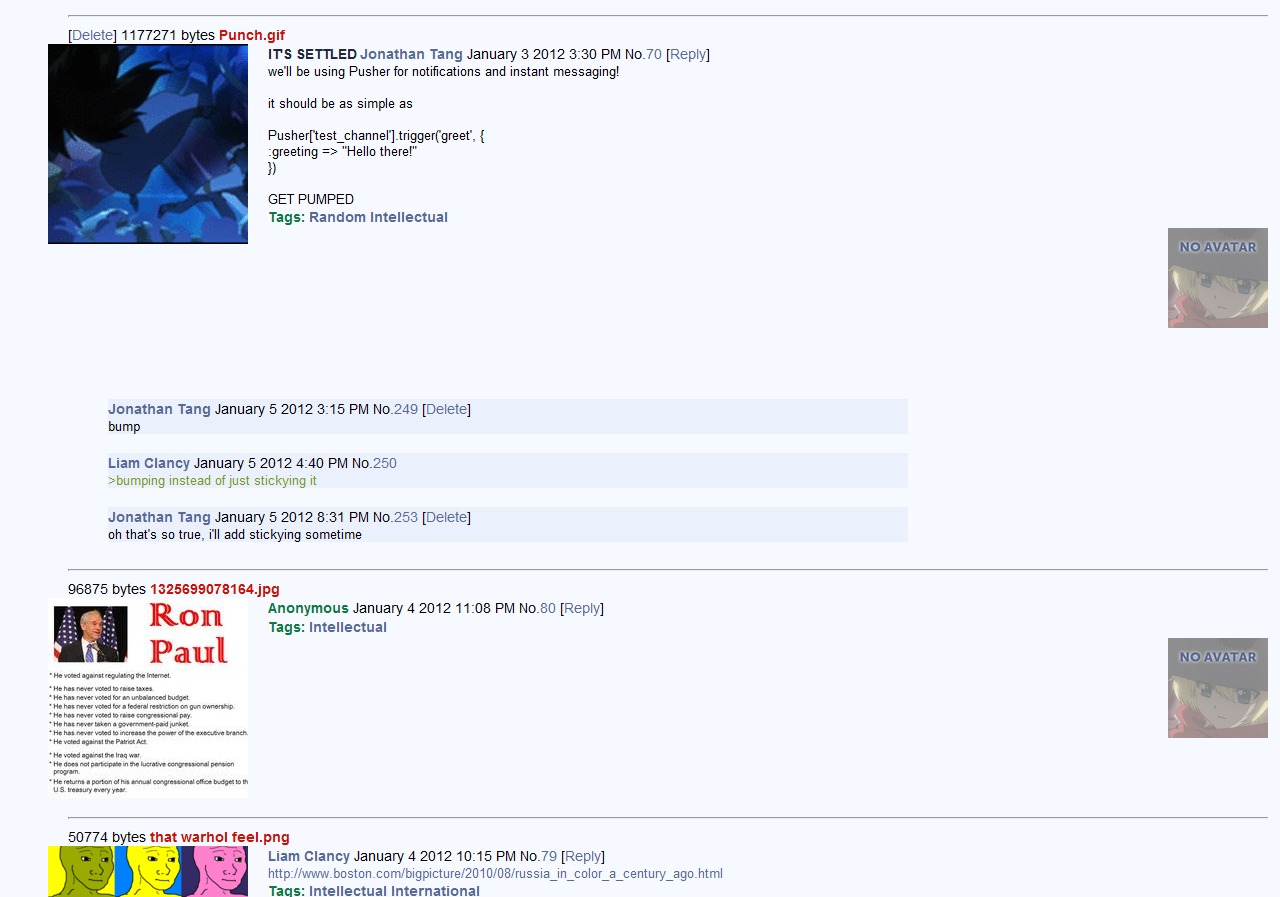 [Delete] 1177271 bytes Punch.gif
IT'S SETTLED Jonathan Tang January 3 2012 3:30 PM No.70 [Reply]
we'll be using Pusher for notifications and instant messaging!
it should be as simple as
Pusher['test_channel'].trigger('greet', {
:greeting => "Hello there!"
})
GET PUMPED
Tags: Random Intellectual
NO AVATAR
Jonathan Tang January 5 2012 3:15 PM No.249 [Delete]
bump
Liam Clancy January 5 2012 4:40 PM No.250
>bumping instead of just stickying it
Jonathan Tang January 5 2012 8:31 PM No.253 [Delete]
oh that's so true, i'll add stickying sometime
96875 bytes 1325699078164.jpg
Anonymous January 4 2012 11:08 PM No.80 [Reply]
Tags: Intellectual
Ron
Paul
* He voted against regulating the Internet.
* He has never voted to raise taxes.
* He has never voted for an unbalanced budget.
* He has never voted for a federal restriction on gun ownership.
* He has never voted to raise congressional pay.
* He has never taken a government-paid junket.
* He has never voted to increase the power of the executive branch.
* He voted against the Patriot Act.
* He voted against the Iraq war.
* He does not participate in the lucrative congressional pension
program.
* He returns a portion of his annual congressional office budget to th
U.S. treasury every year.
NO AVATAR
50774 bytes that warhol feel.png
Liam Clancy January 4 2012 10:15 PM No.79 [Reply]
http://www.boston.com/bigpicture/2010/08/russia_in_color_a_century_ago.html
Tags: Intellectual International